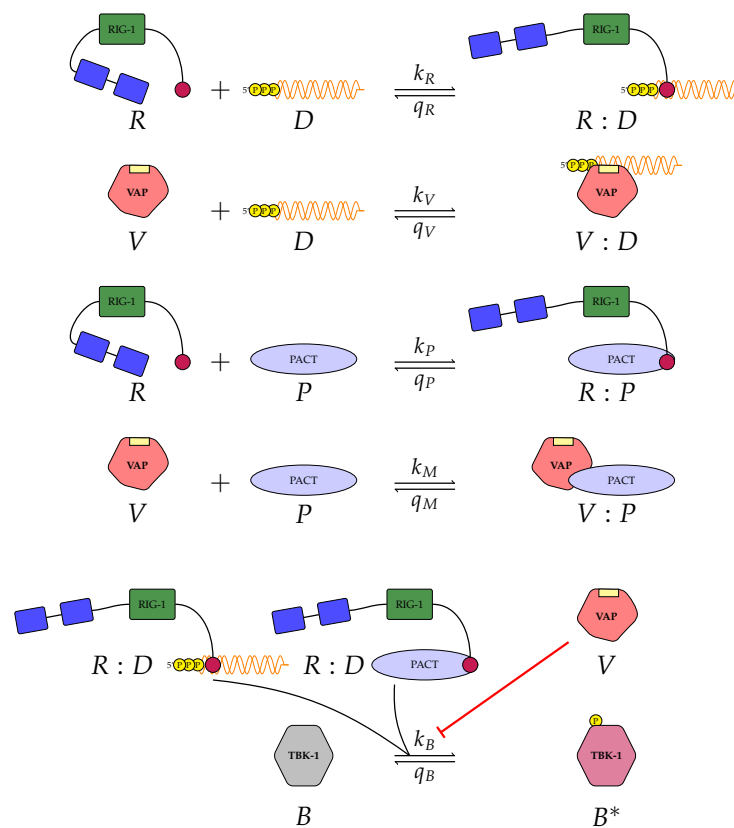 RIG-1 RIG-1
R + 5' P P P D k_R q_R 5' P P P R : D
VAP 5' P P P VAP
V + 5' P P P D k_V q_V V : D
RIG-1 RIG-1
R + PACT P k_P q_P PACT R : P
VAP VAP
V + PACT P k_M q_M PACT V : P
RIG-1 RIG-1 VAP
R : D 5' P P P R : D PACT V
P
TBK-1 k_B q_B TBK-1
B B*